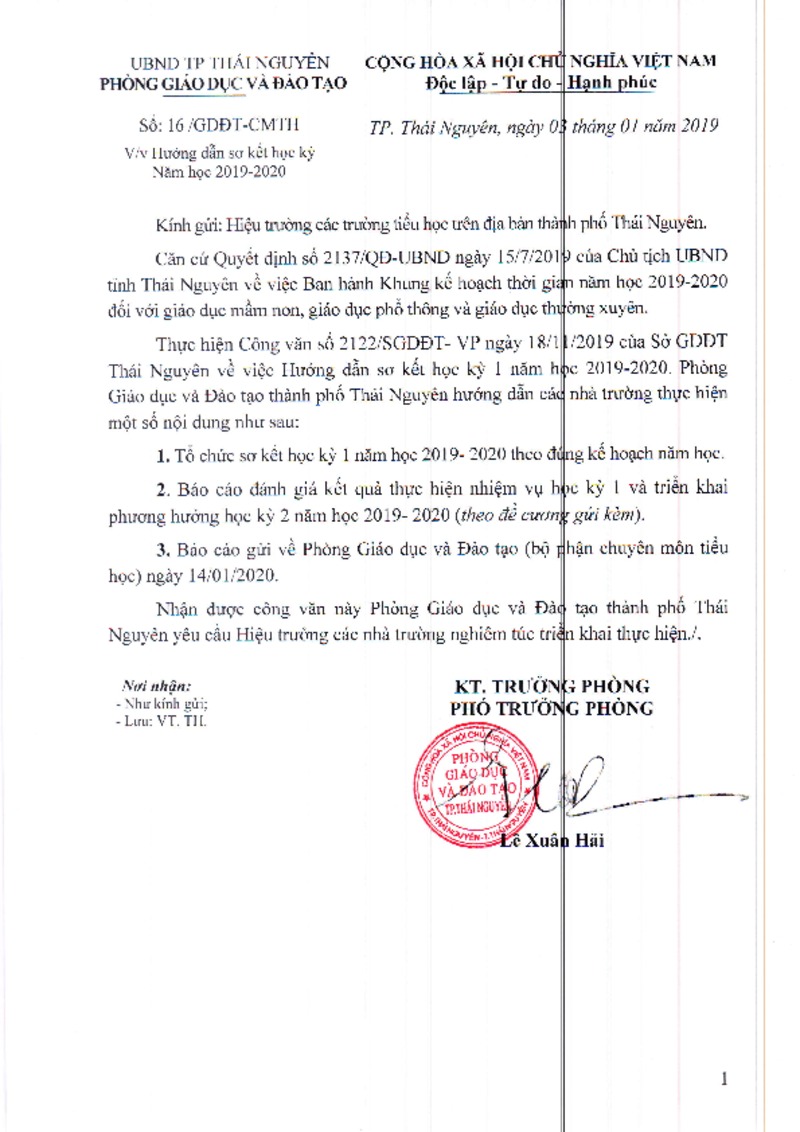 UBND TP THÁI NGUYÊN
PHÒNG GIÁO DỤC VÀ ĐÀO TẠO
CỘNG HÒA XÃ HỘI CHỦ NGHĨA VIỆT NAM
Độc lập - Tự do - Hạnh phúc
Số: 16 /GDĐT-CMTH
V/v Hướng dẫn sơ kết học kỳ
Năm học 2019-2020
TP. Thái Nguyên, ngày 03 tháng 01 năm 2019
Kính gửi: Hiệu trưởng các trường tiểu học trên địa bàn thành phố Thái Nguyên.
Căn cứ Quyết định số 2137/QĐ-UBND ngày 15/7/2019 của Chủ tịch UBND
tỉnh Thái Nguyên về việc Ban hành Khung kế hoạch thời gian năm học 2019-2020
đối với giáo dục mầm non, giáo dục phổ thông và giáo dục thường xuyên.
Thực hiện Công văn số 2122/SGDĐT- VP ngày 18/11/2019 của Sở GDĐT
Thái Nguyên về việc Hướng dẫn sơ kết học kỳ 1 năm học 2019-2020. Phòng
Giáo dục và Đào tạo thành phố Thái Nguyên hướng dẫn các nhà trường thực hiện
một số nội dung như sau:
1. Tổ chức sơ kết học kỳ 1 năm học 2019- 2020 theo đúng kế hoạch năm học.
2. Báo cáo đánh giá kết quả thực hiện nhiệm vụ học kỳ 1 và triển khai
phương hướng học kỳ 2 năm học 2019- 2020 (theo đề cương gửi kèm).
3. Báo cáo gửi về Phòng Giáo dục và Đào tạo (bộ phận chuyên môn tiểu
học) ngày 14/01/2020.
Nhận được công văn này Phòng Giáo dục và Đào tạo thành phố Thái
Nguyên yêu cầu Hiệu trưởng các nhà trường nghiêm túc triển khai thực hiện./.
Nơi nhận:
- Như kính gửi;
- Lưu: VT. TH.
KT. TRƯỞNG PHÒNG
PHÓ TRƯỞNG PHÒNG
CỘNG HÒA XÃ HỘI CHỦ NGHĨA VIỆT NAM
PHÒNG
GIÁO DỤC
VÀ ĐÀO TẠO
TP.THÁI NGUYÊN
TP.THÁI NGUYÊN-T.THÁI NGUYÊN
Lê Xuân Hải
1